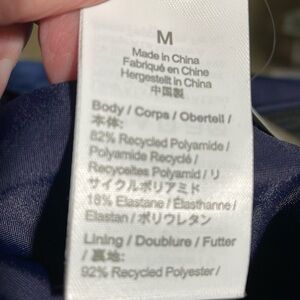 M
Made in China
Fabriqué en Chine
Hergestellt in China
中国製
Body / Corps / Oberteil /
本体:
82% Recycled Polyamide /
Polyamide Recyclé /
Recyceltes Polyamid / リ
サイクルポリアミド
18% Elastane / Élasthanne /
Elastan / ポリウレタン
Lining / Doublure / Futter
/ 裏地:
92% Recycled Polyester /